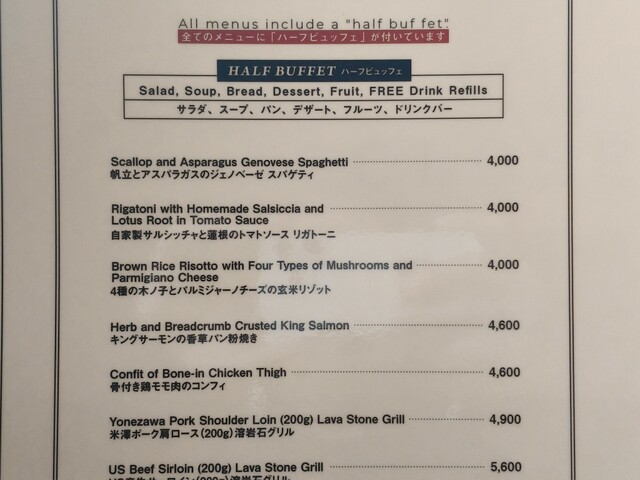 All menus include a "half buf fet".
全てのメニューに「ハーフビュッフェ」が付いています
HALF BUFFET ハーフビュッフェ
Salad, Soup, Bread, Dessert, Fruit, FREE Drink Refills
サラダ、スープ、パン、デザート、フルーツ、ドリンクバー
Scallop and Asparagus Genovese Spaghetti 4,000
帆立とアスパラガスのジェノベーゼ スパゲティ
Rigatoni with Homemade Salsiccia and 4,000
Lotus Root in Tomato Sauce
自家製サルシッチャと蓮根のトマトソース リガトーニ
Brown Rice Risotto with Four Types of Mushrooms and 4,000
Parmigiano Cheese
4種の木ノ子とパルミジャーノチーズの玄米リゾット
Herb and Breadcrumb Crusted King Salmon 4,600
キングサーモンの香草パン粉焼き
Confit of Bone-in Chicken Thigh 4,600
骨付き鶏モモ肉のコンフィ
Yonezawa Pork Shoulder Loin (200g) Lava Stone Grill 4,900
米澤ポーク肩ロース(200g)溶岩石グリル
US Beef Sirloin (200g) Lava Stone Grill 5,600